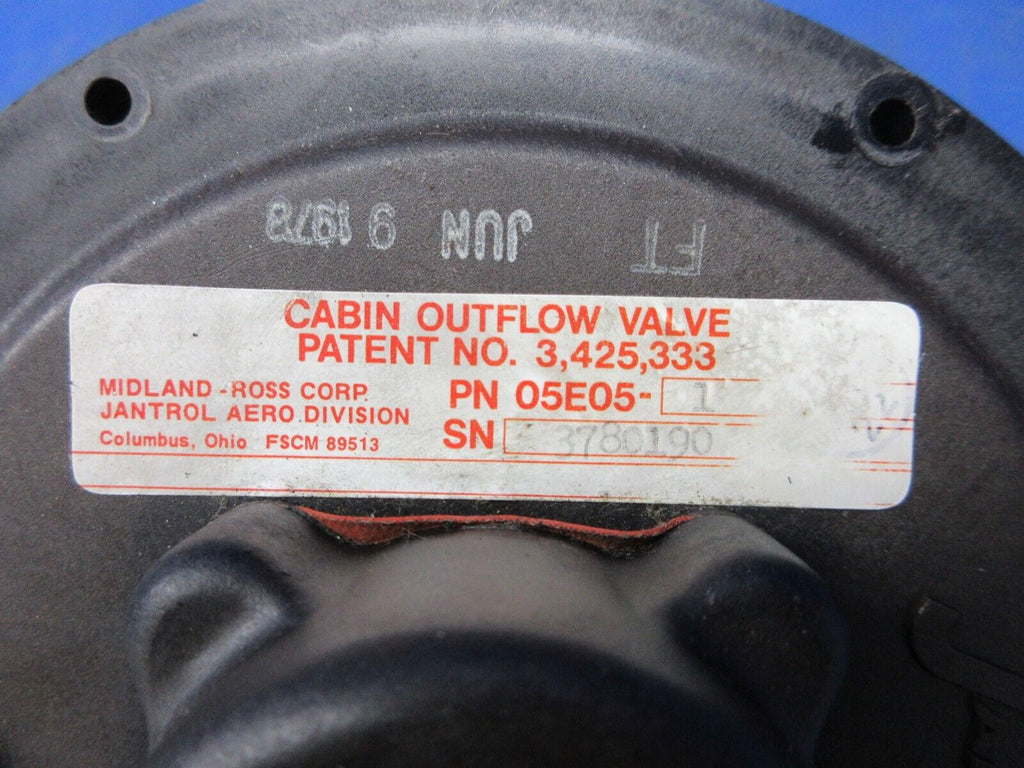 FT JUN 9 1978
CABIN OUTFLOW VALVE
PATENT NO. 3,425,333
MIDLAND-ROSS CORP. PN 05E05-1
JANTROL AERO DIVISION
Columbus, Ohio FSCM 89513 SN 3780190